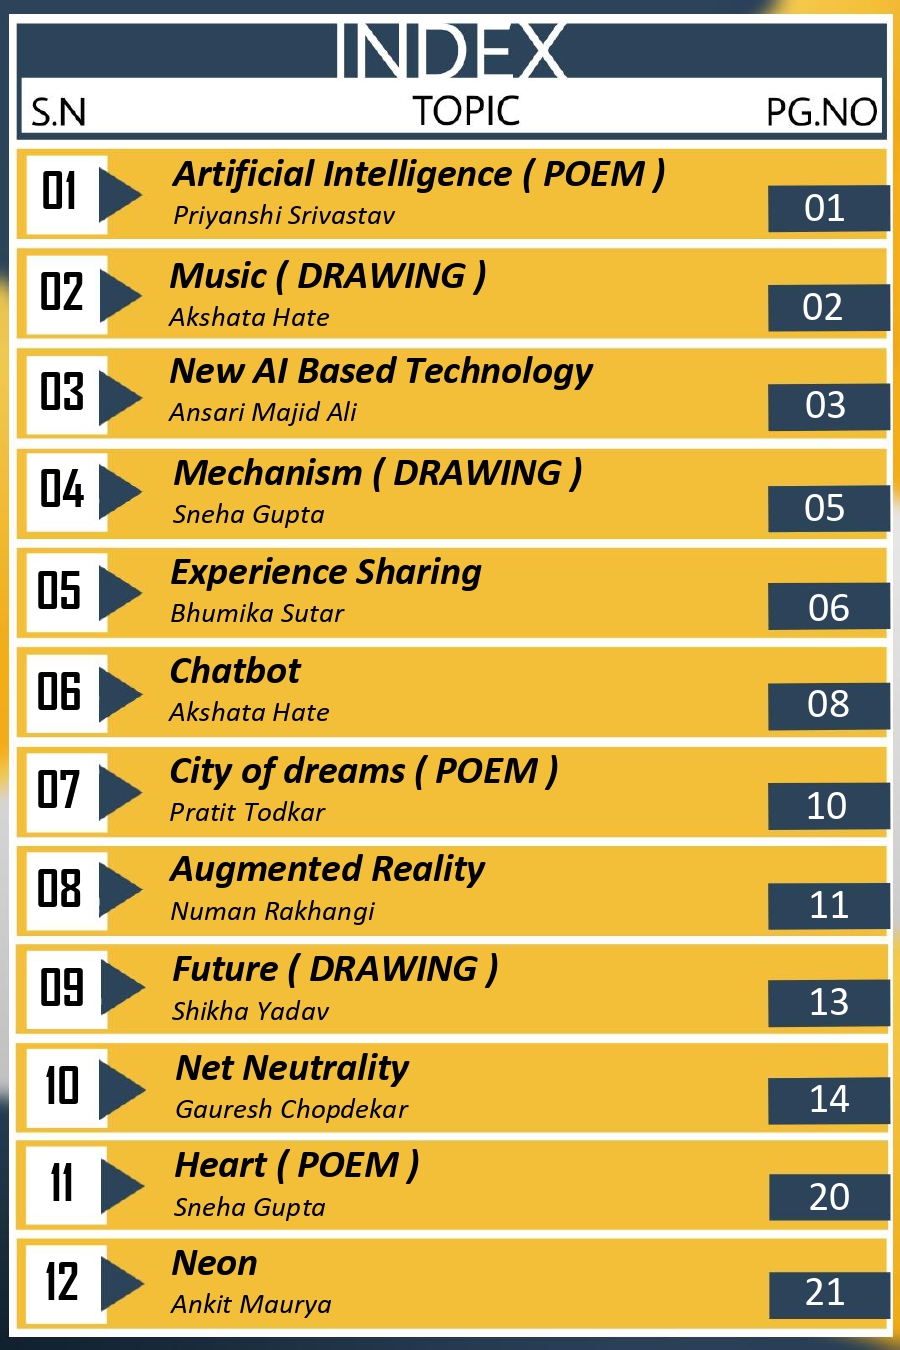 INDEX
S.N TOPIC PG.NO
01 Artificial Intelligence ( POEM )
Priyanshi Srivastav 01
02 Music ( DRAWING )
Akshata Hate 02
03 New AI Based Technology
Ansari Majid Ali 03
04 Mechanism ( DRAWING )
Sneha Gupta 05
05 Experience Sharing
Bhumika Sutar 06
06 Chatbot
Akshata Hate 08
07 City of dreams ( POEM )
Pratit Todkar 10
08 Augmented Reality
Numan Rakhangi 11
09 Future ( DRAWING )
Shikha Yadav 13
10 Net Neutrality
Gauresh Chopdekar 14
11 Heart ( POEM )
Sneha Gupta 20
12 Neon
Ankit Maurya 21